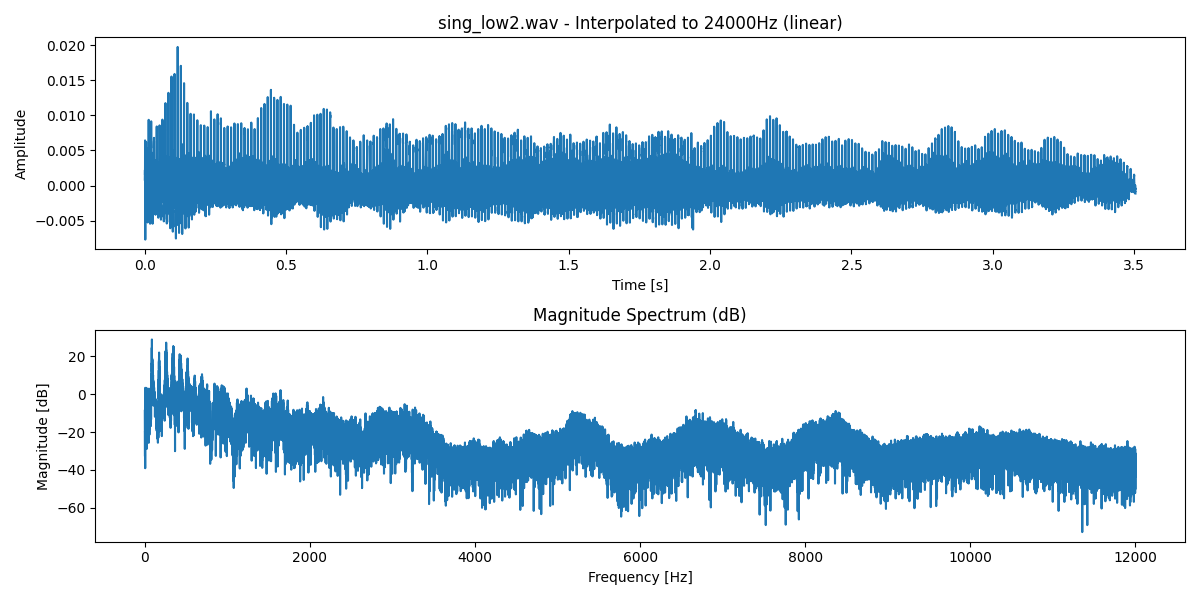 sing_low2.wav - Interpolated to 24000Hz (linear)
0.020
0.015
0.010
0.005
0.000
−0.005
Amplitude
0.0 0.5 1.0 1.5 2.0 2.5 3.0 3.5
Time [s]
Magnitude Spectrum (dB)
20
0
−20
−40
−60
Magnitude [dB]
0 2000 4000 6000 8000 10000 12000
Frequency [Hz]